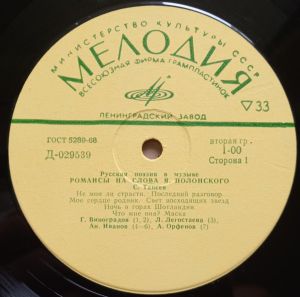 МИНИСТЕРСТВО КУЛЬТУРЫ СССР
МЕЛОДИЯ
ВСЕСОЮЗНАЯ ФИРМА ГРАМПЛАСТИНОК
ЛЕНИНГРАДСКИЙ ЗАВОД
▽33
ГОСТ 5289-68
Д-029539
вторая гр.
1-00
Сторона 1
Русская поэзия в музыке
РОМАНСЫ НА СЛОВА Я. ПОЛОНСКОГО
С. Танеев
Не мои ли страсти. Последний разговор
Мое сердце родник. Свет восходящих звезд
Ночь в горах Шотландии
Что мне она? Маска
Г. Виноградов (1, 2), Л. Легостаева (3),
Ан. Иванов (4—6) А. Орфенов (7)